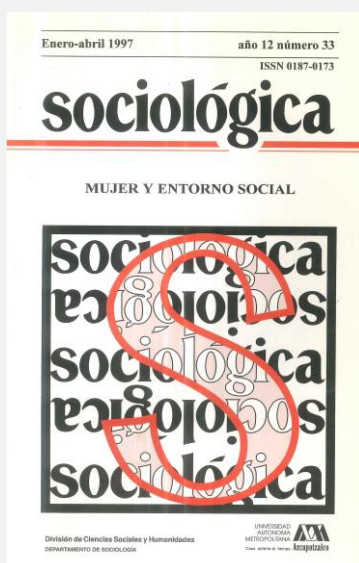 Enero-abril 1997 año 12 número 33
ISSN 0187-0173
sociológica
MUJER Y ENTORNO SOCIAL
sociológica
sociológica
sociológica
sociológica
sociológica
S
División de Ciencias Sociales y Humanidades
DEPARTAMENTO DE SOCIOLOGÍA
UNIVERSIDAD
AUTÓNOMA
METROPOLITANA
Casa abierta al tiempo Azcapotzalco